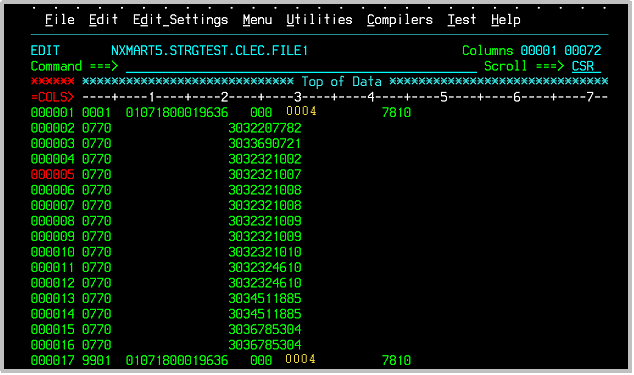 File Edit Edit_Settings Menu Utilities Compilers Test Help
EDIT NXMART5.STRGTEST.CLEC.FILE1 Columns 00001 00072
Command ===> Scroll ===> CSR
****** ***************************** Top of Data ******************************
=COLS> ----+----1----+----2----+----3----+----4----+----5----+----6----+----7--
000001 0001 01071800019636 000 0004 7810
000002 0770 3032207782
000003 0770 3033690721
000004 0770 3032321002
000005 0770 3032321007
000006 0770 3032321008
000007 0770 3032321008
000008 0770 3032321009
000009 0770 3032321009
000010 0770 3032321010
000011 0770 3032324610
000012 0770 3032324610
000013 0770 3034511885
000014 0770 3034511885
000015 0770 3036785304
000016 0770 3036785304
000017 9901 01071800019636 000 0004 7810